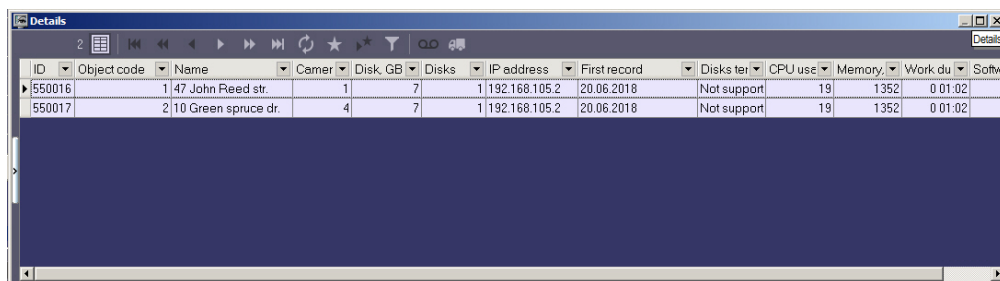 Details
2
Details
ID Object code Name Camer Disk, GB Disks IP address First record Disks ter CPU use Memory, Work du Softw
550016 1 47 John Reed str. 1 7 1 192.168.105.2 20.06.2018 Not support 19 1352 0 01:02
550017 2 10 Green spruce dr. 4 7 1 192.168.105.2 20.06.2018 Not support 19 1352 0 01:02